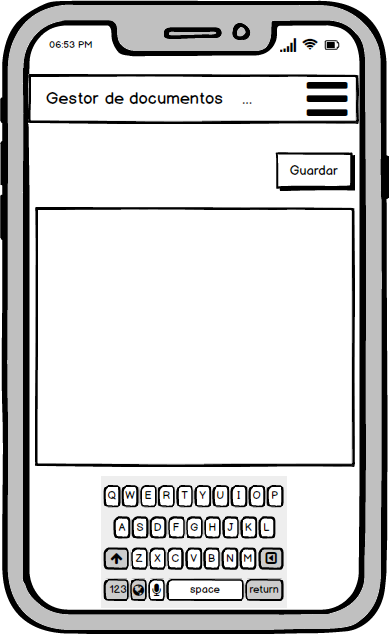 06:53 PM
Gestor de documentos ...
Guardar
Q W E R T Y U I O P
A S D F G H J K L
Z X C V B N M
123 space return